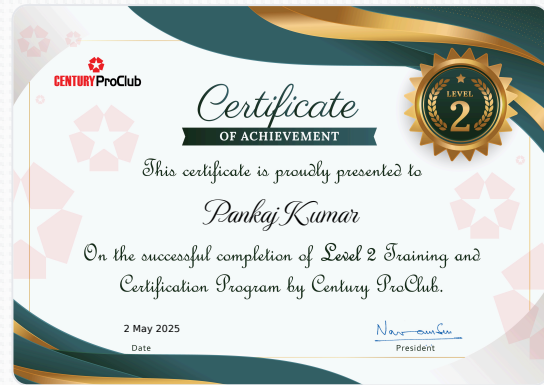 CENTURY ProClub
LEVEL
2
Certificate
OF ACHIEVEMENT
This certificate is proudly presented to
Pankaj Kumar
On the successful completion of Level 2 Training and
Certification Program by Century ProClub.
2 May 2025
Date
President